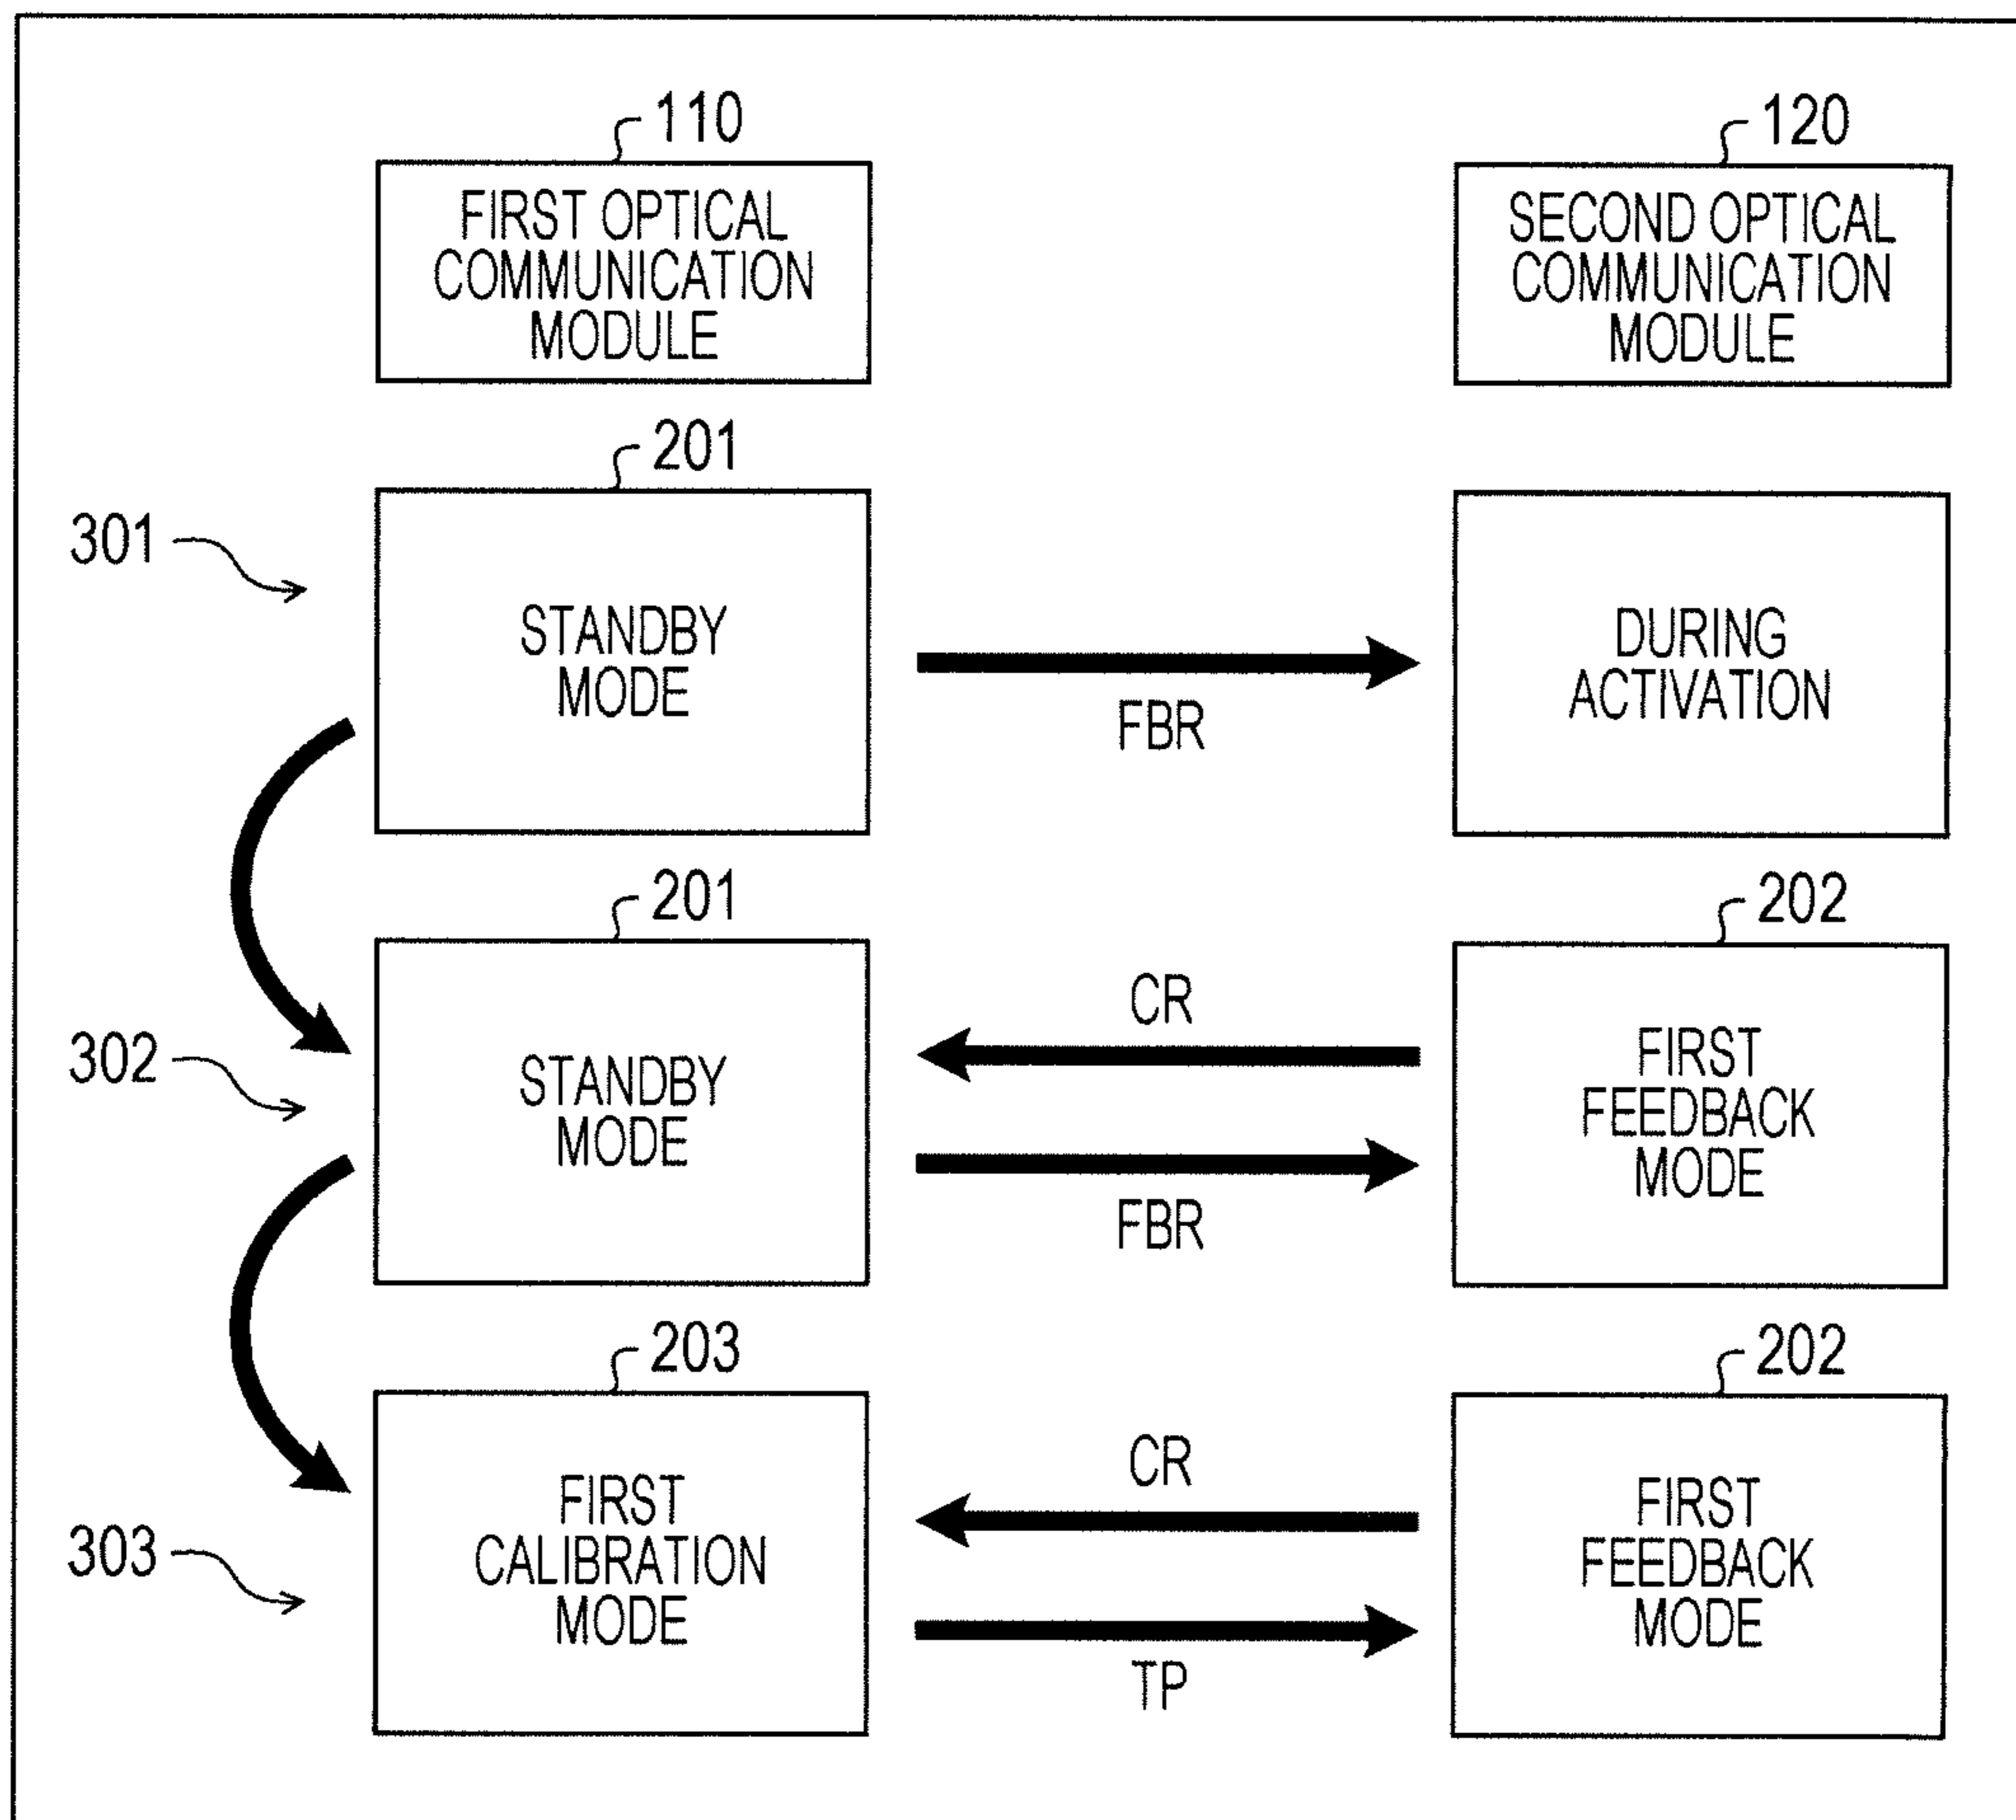 110
120
FIRST OPTICAL
COMMUNICATION
MODULE
SECOND OPTICAL
COMMUNICATION
MODULE
201
301
STANDBY
MODE
FBR
DURING
ACTIVATION
201
202
302
STANDBY
MODE
CR
FBR
FIRST
FEEDBACK
MODE
203
202
303
FIRST
CALIBRATION
MODE
CR
TP
FIRST
FEEDBACK
MODE